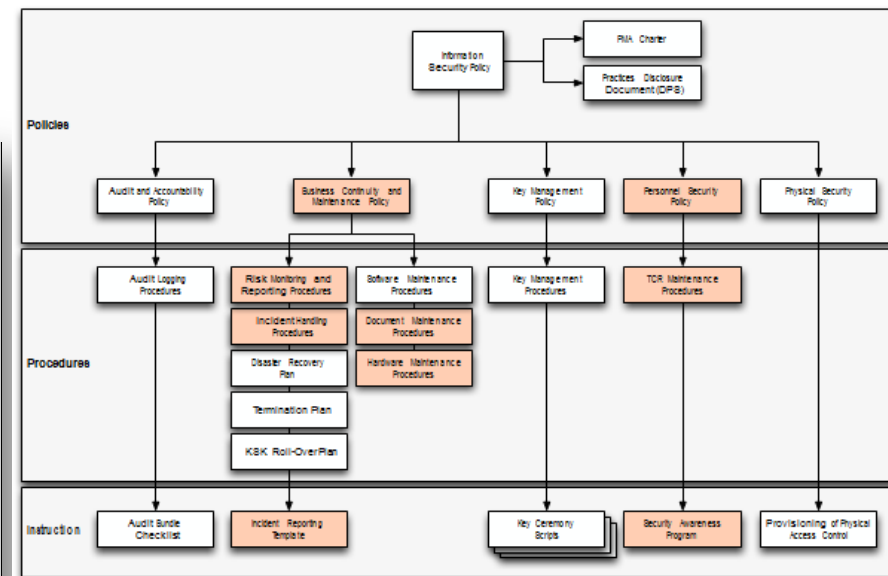 PMA Charter
Information
Security Policy
Practices Disclosure
Document (DPS)
Policies
Audit and Accountability
Policy
Business Continuity and
Maintenance Policy
Key Management
Policy
Personnel Security
Policy
Physical Security
Policy
Audit Logging
Procedures
Risk Monitoring and
Reporting Procedures
Software Maintenance
Procedures
Key Management
Procedures
TCR Maintenance
Procedures
Incident Handling
Procedures
Document Maintenance
Procedures
Disaster Recovery
Plan
Hardware Maintenance
Procedures
Procedures
Termination Plan
KSK Roll-Over Plan
Instruction
Audit Bundle
Checklist
Incident Reporting
Template
Key Ceremony
Scripts
Security Awareness
Program
Provisioning of Physical
Access Control